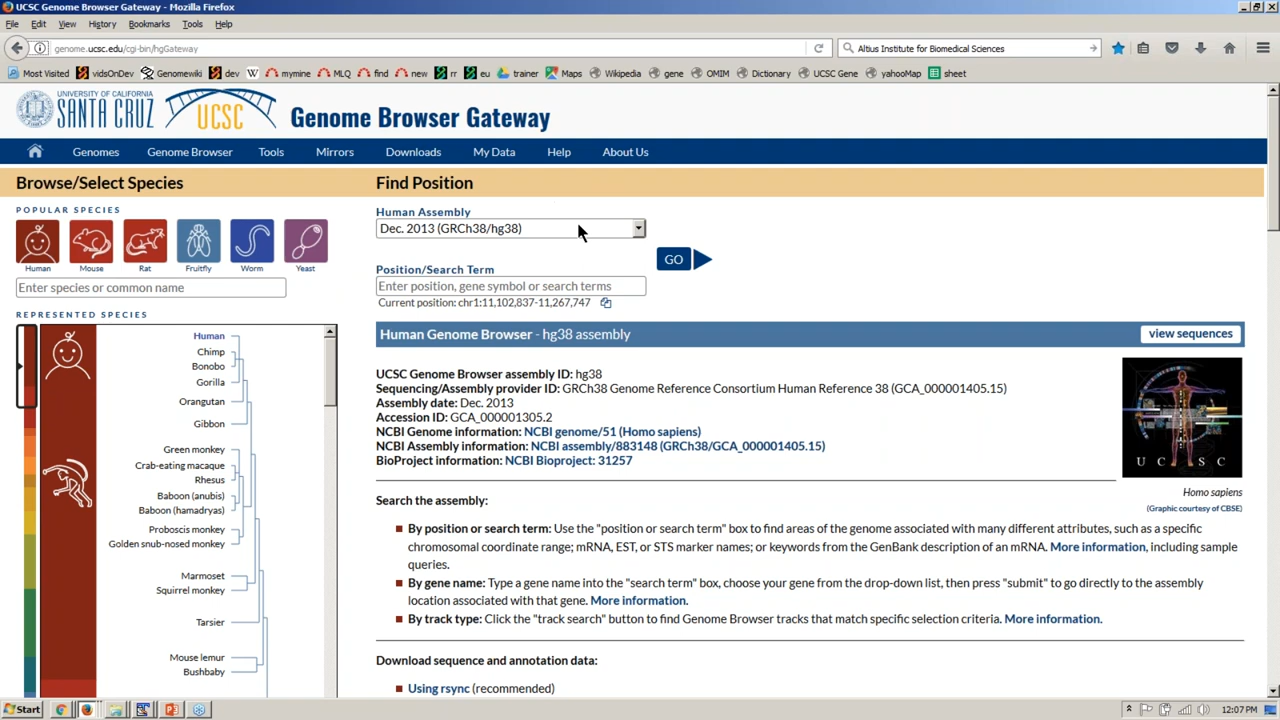 UCSC Genome Browser Gateway - Mozilla Firefox
File Edit View History Bookmarks Tools Help
genome.ucsc.edu/cgi-bin/hgGateway
Altius Institute for Biomedical Sciences
Most Visited vidsOnDev Genomewiki dev W mymine MLQ find new rr eu trainer Maps Wikipedia gene OMIM Dictionary UCSC Gene yahooMap sheet
UNIVERSITY OF CALIFORNIA
SANTA CRUZ
UCSC
Genome Browser Gateway
Genomes Genome Browser Tools Mirrors Downloads My Data Help About Us
Browse/Select Species
POPULAR SPECIES
Human Mouse Rat Fruitfly Worm Yeast
Enter species or common name
REPRESENTED SPECIES
Human
Chimp
Bonobo
Gorilla
Orangutan
Gibbon
Green monkey
Crab-eating macaque
Rhesus
Baboon (anubis)
Baboon (hamadryas)
Proboscis monkey
Golden snub-nosed monkey
Marmoset
Squirrel monkey
Tarsier
Mouse lemur
Bushbaby
Find Position
Human Assembly
Dec. 2013 (GRCh38/hg38)
GO
Position/Search Term
Enter position, gene symbol or search terms
Current position: chr1:11,102,837-11,267,747
Human Genome Browser - hg38 assembly
view sequences
UCSC Genome Browser assembly ID: hg38
Sequencing/Assembly provider ID: GRCh38 Genome Reference Consortium Human Reference 38 (GCA_000001405.15)
Assembly date: Dec. 2013
Accession ID: GCA_000001305.2
NCBI Genome information: NCBI genome/51 (Homo sapiens)
NCBI Assembly information: NCBI assembly/883148 (GRCh38/GCA_000001405.15)
BioProject information: NCBI Bioproject: 31257
U C S C
Homo sapiens
(Graphic courtesy of CBSE)
Search the assembly:
By position or search term: Use the "position or search term" box to find areas of the genome associated with many different attributes, such as a specific
chromosomal coordinate range; mRNA, EST, or STS marker names; or keywords from the GenBank description of an mRNA. More information, including sample
queries.
By gene name: Type a gene name into the "search term" box, choose your gene from the drop-down list, then press "submit" to go directly to the assembly
location associated with that gene. More information.
By track type: Click the "track search" button to find Genome Browser tracks that match specific selection criteria. More information.
Download sequence and annotation data:
Using rsync (recommended)
Start
12:07 PM